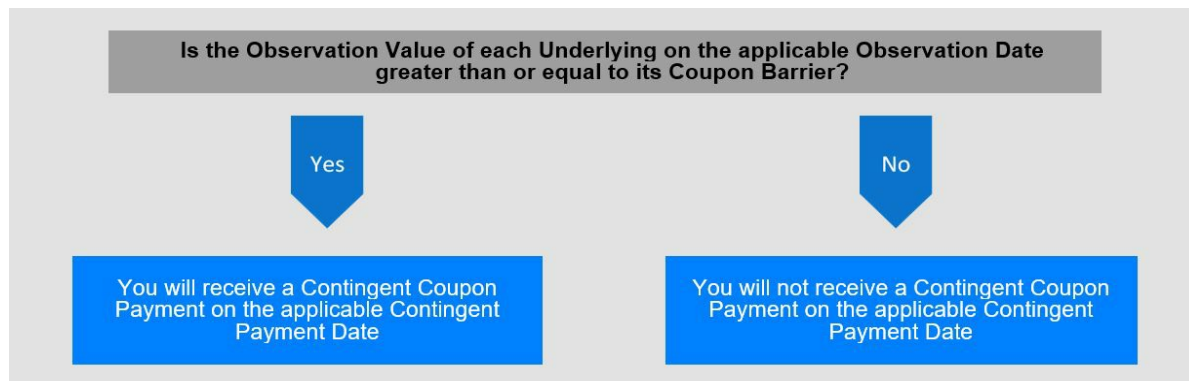 Is the Observation Value of each Underlying on the applicable Observation Date
greater than or equal to its Coupon Barrier?
Yes
No
You will receive a Contingent Coupon
Payment on the applicable Contingent
Payment Date
You will not receive a Contingent Coupon
Payment on the applicable Contingent
Payment Date